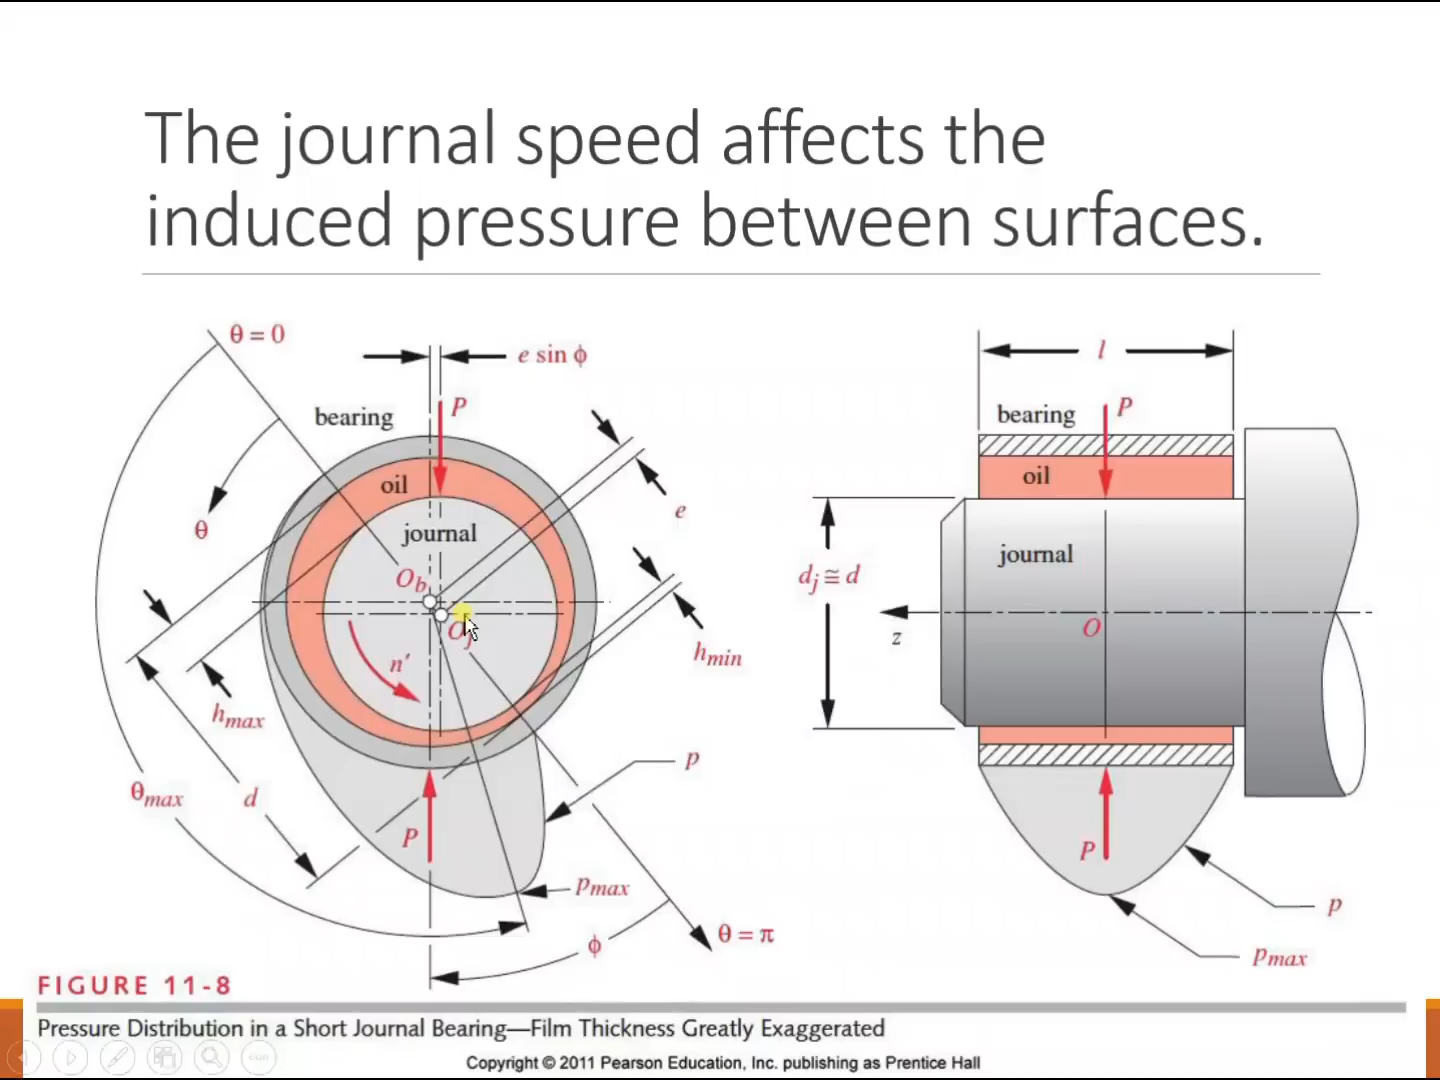 The journal speed affects the
induced pressure between surfaces.
θ = 0
e sin ϕ
bearing
P
oil
journal
θ
e
O_b
O_j
n′
h_max
h_min
θ_max
d
P
p
p_max
ϕ
θ = π
l
bearing
P
oil
journal
d_j ≅ d
z
O
P
p
p_max
FIGURE 11-8
Pressure Distribution in a Short Journal Bearing—Film Thickness Greatly Exaggerated
Copyright © 2011 Pearson Education, Inc. publishing as Prentice Hall